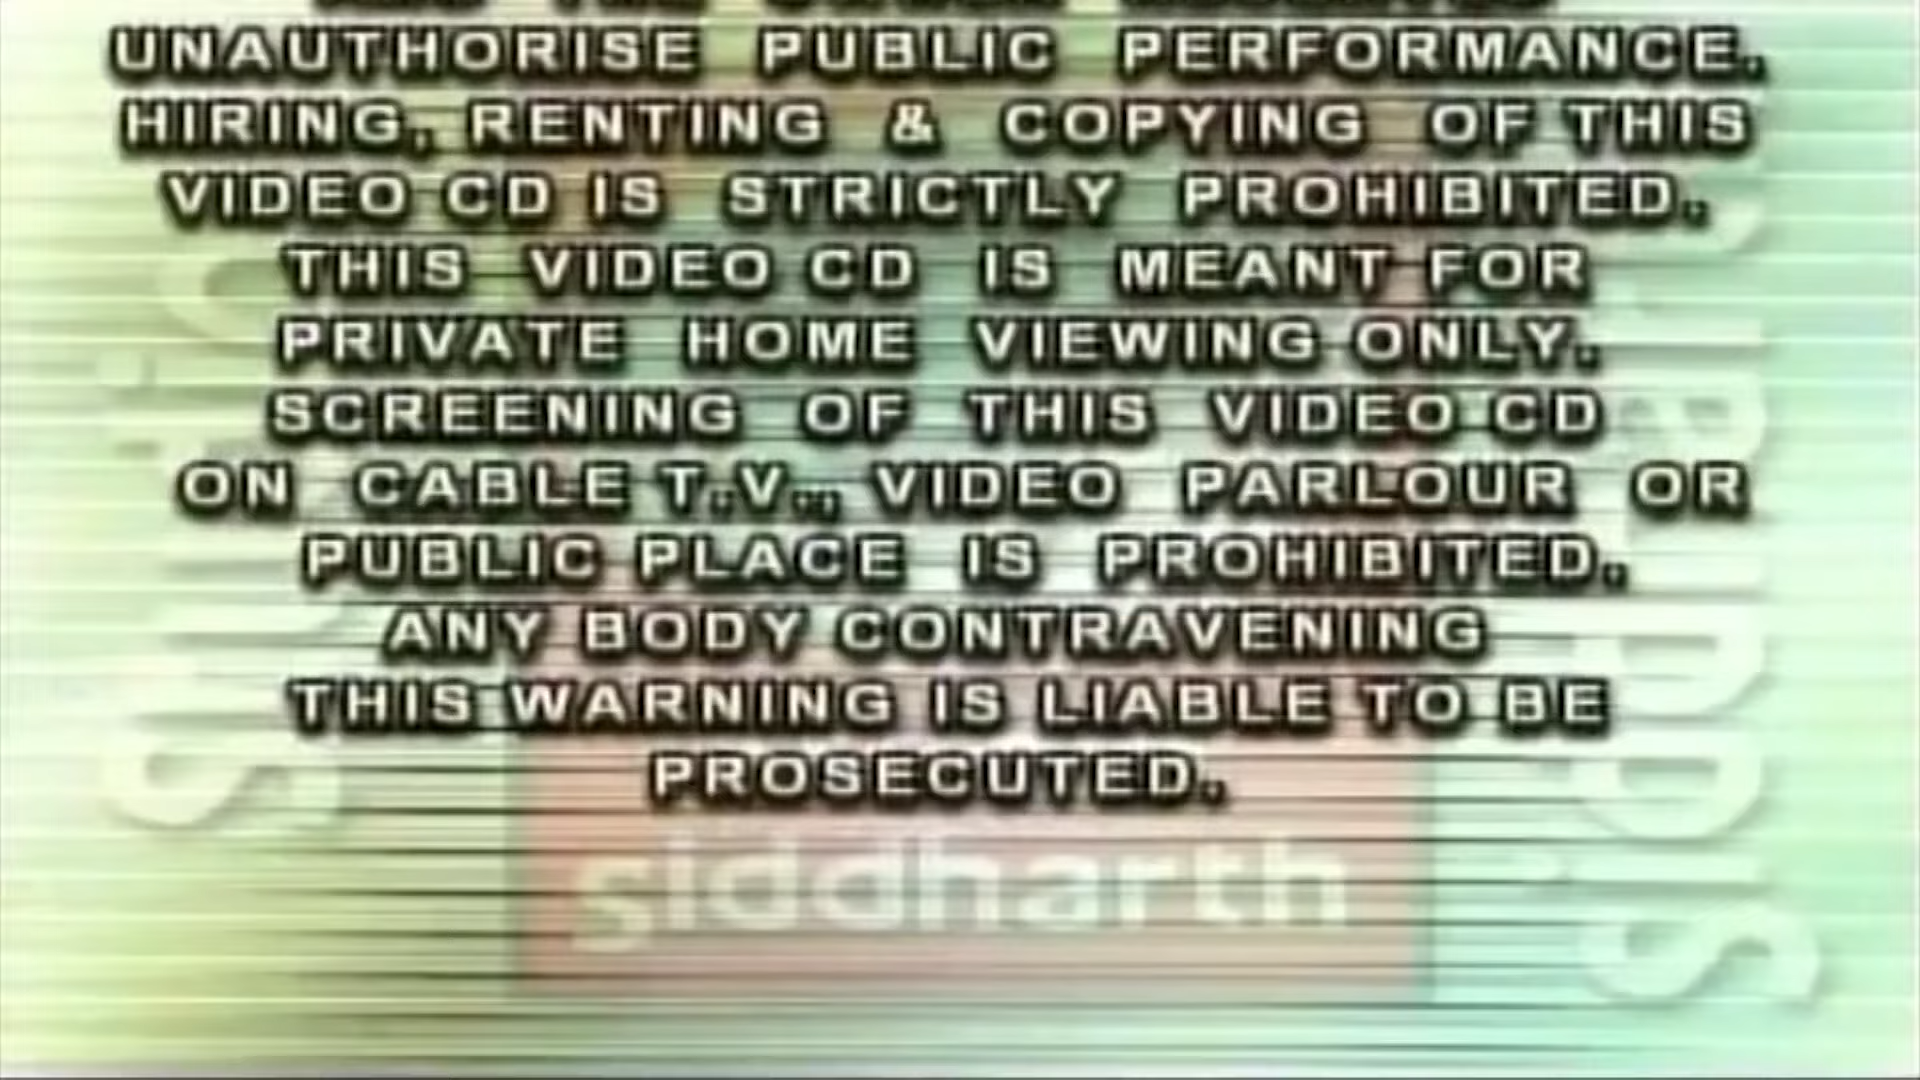 UNAUTHORISE PUBLIC PERFORMANCE.
HIRING, RENTING & COPYING OF THIS
VIDEO CD IS STRICTLY PROHIBITED.
THIS VIDEO CD IS MEANT FOR
PRIVATE HOME VIEWING ONLY.
SCREENING OF THIS VIDEO CD
ON CABLE T.V., VIDEO PARLOUR OR
PUBLIC PLACE IS PROHIBITED.
ANY BODY CONTRAVENING
THIS WARNING IS LIABLE TO BE
PROSECUTED.
siddharth